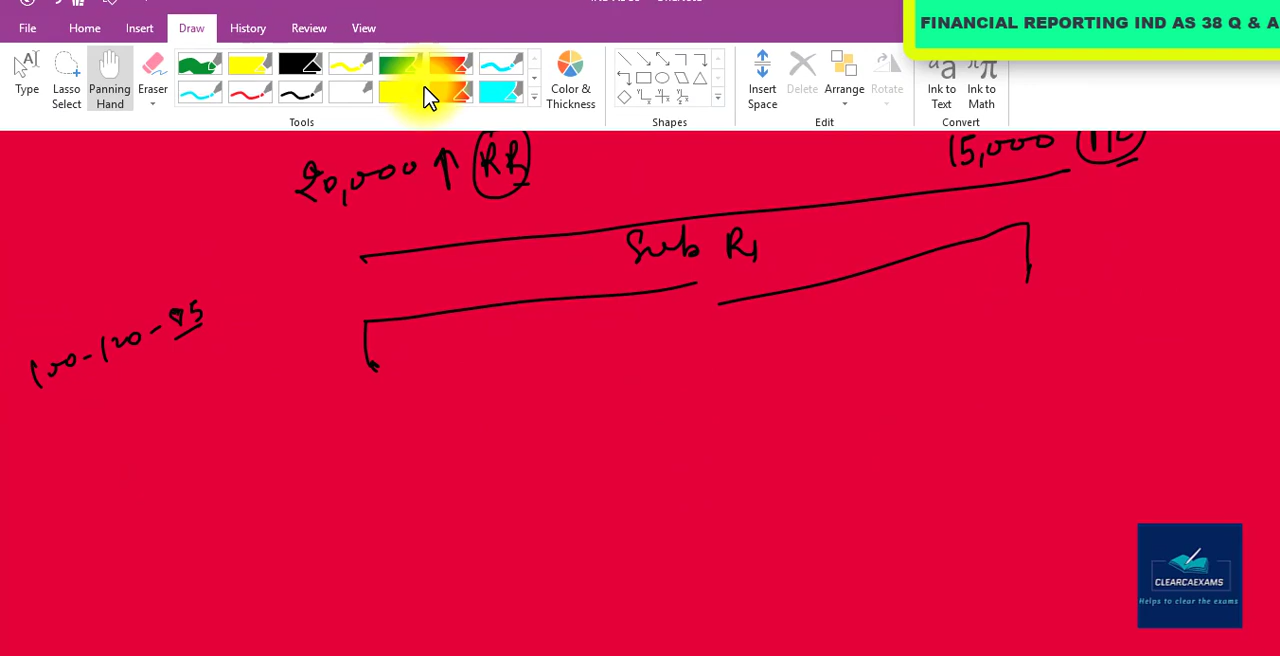 File Home Insert Draw History Review View
FINANCIAL REPORTING IND AS 38 Q & A
Type
Lasso Select
Panning Hand
Eraser
Color & Thickness
Insert Space
Delete
Arrange
Rotate
Ink to Text
Ink to Math
Tools
Shapes
Edit
Convert
20,000 ↑ RR
15,000
Sub R
100-120-95
CLEARCAEXAMS
Helps to clear the exams